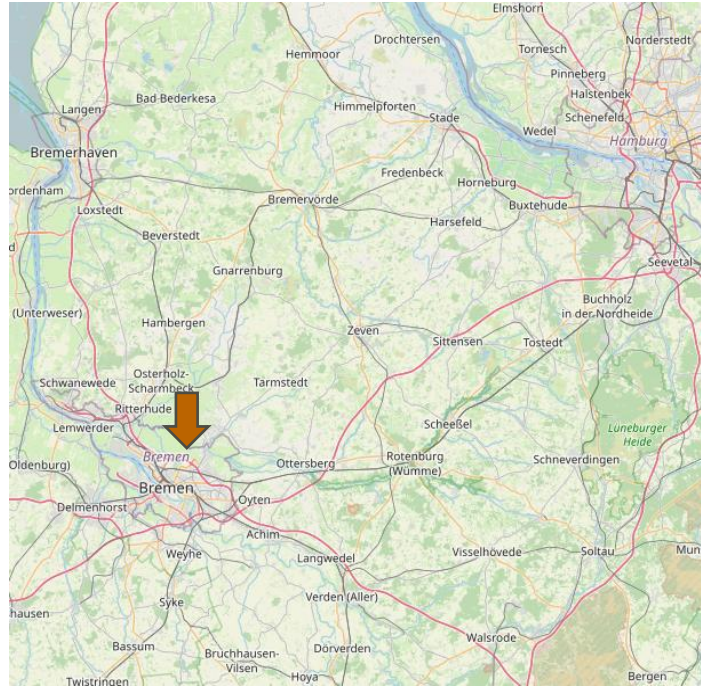 Elmshorn
Drochtersen
Norderstedt
Hemmoor
Tornesch
Pinneberg
Halstenbek
Langen
Bad Bederkesa
Himmelpforten
Schenefeld
Stade
Wedel
Hamburg
Bremerhaven
Fredenbeck
Horneburg
ordenham
Bremervörde
Buxtehude
Loxstedt
Harsefeld
Beverstedt
Seevetal
Gnarrenburg
Buchholz
in der Nordheide
(Unterweser)
Hambergen
Zeven
Sittensen
Tostedt
Osterholz-
Scharmbeck
Schwanewede
Tarmstedt
Ritterhude
Lemwerder
Scheeßel
Lüneburger
Heide
Bremen
Oldenburg)
Ottersberg
Rotenburg
(Wümme)
Schneverdingen
Bremen
Delmenhorst
Oyten
Achim
Weyhe
Langwedel
Visselhövede
Soltau
Mun
Verden (Aller)
Syke
hausen
Walsrode
Bassum
Bruchhausen-
Vilsen
Dörverden
Hoya
Bergen
Twistringen